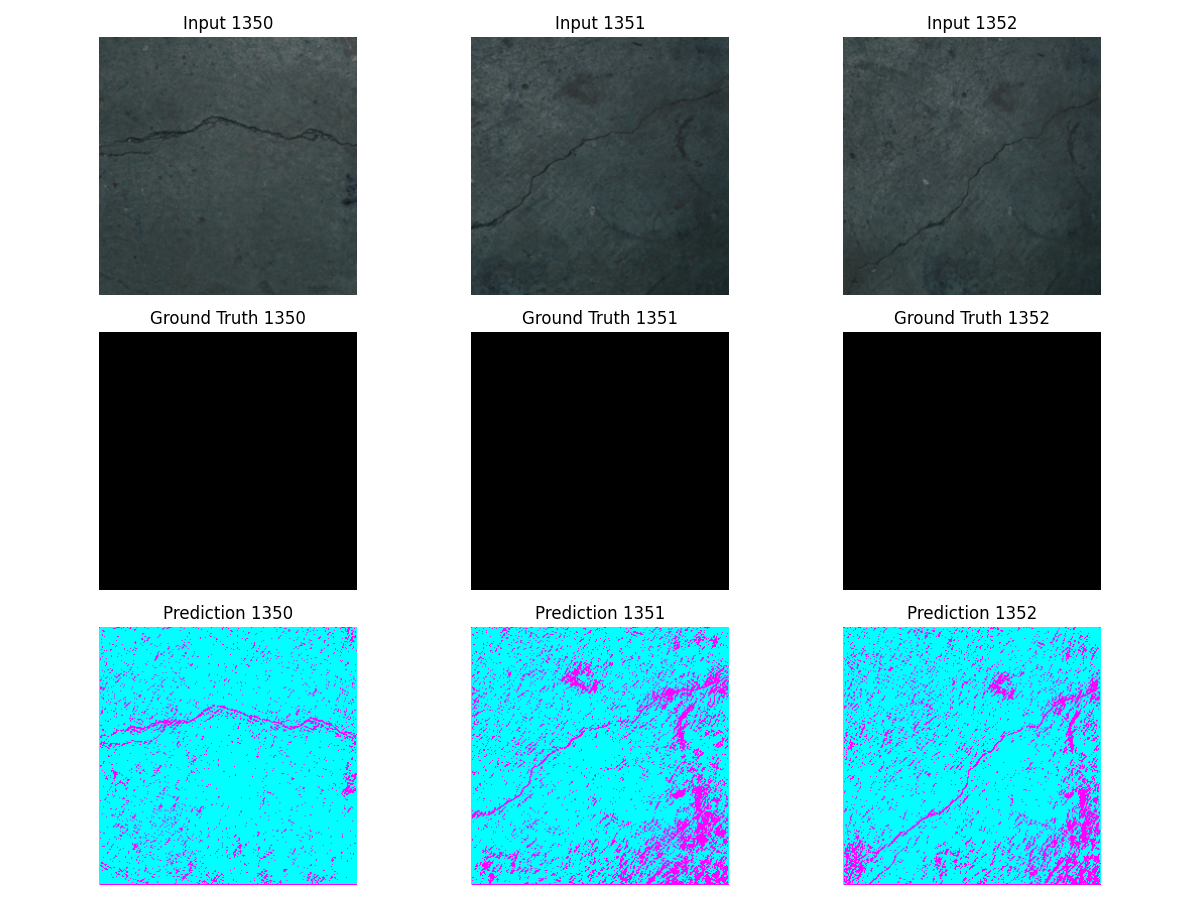 Input 1350
Input 1351
Input 1352
Ground Truth 1350
Ground Truth 1351
Ground Truth 1352
Prediction 1350
Prediction 1351
Prediction 1352